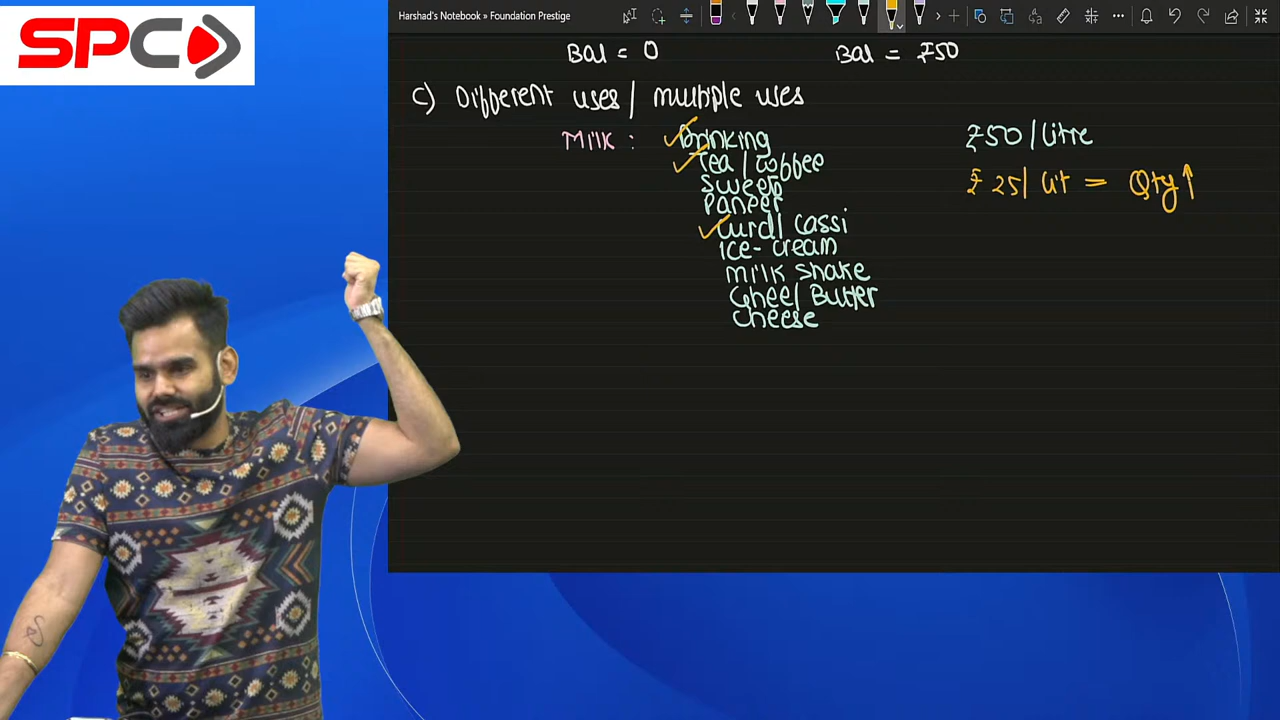 SPC
Harshad's Notebook » Foundation Prestige
Bal = 0 Bal = ₹50
c) Different uses / multiple uses
Milk : Drinking ₹50 / Litre
Tea / coffee
₹ 25 / Lit = Qty ↑
Sweets
Paneer
Curd / Lassi
Ice-cream
Milk shake
Ghee / Butter
Cheese